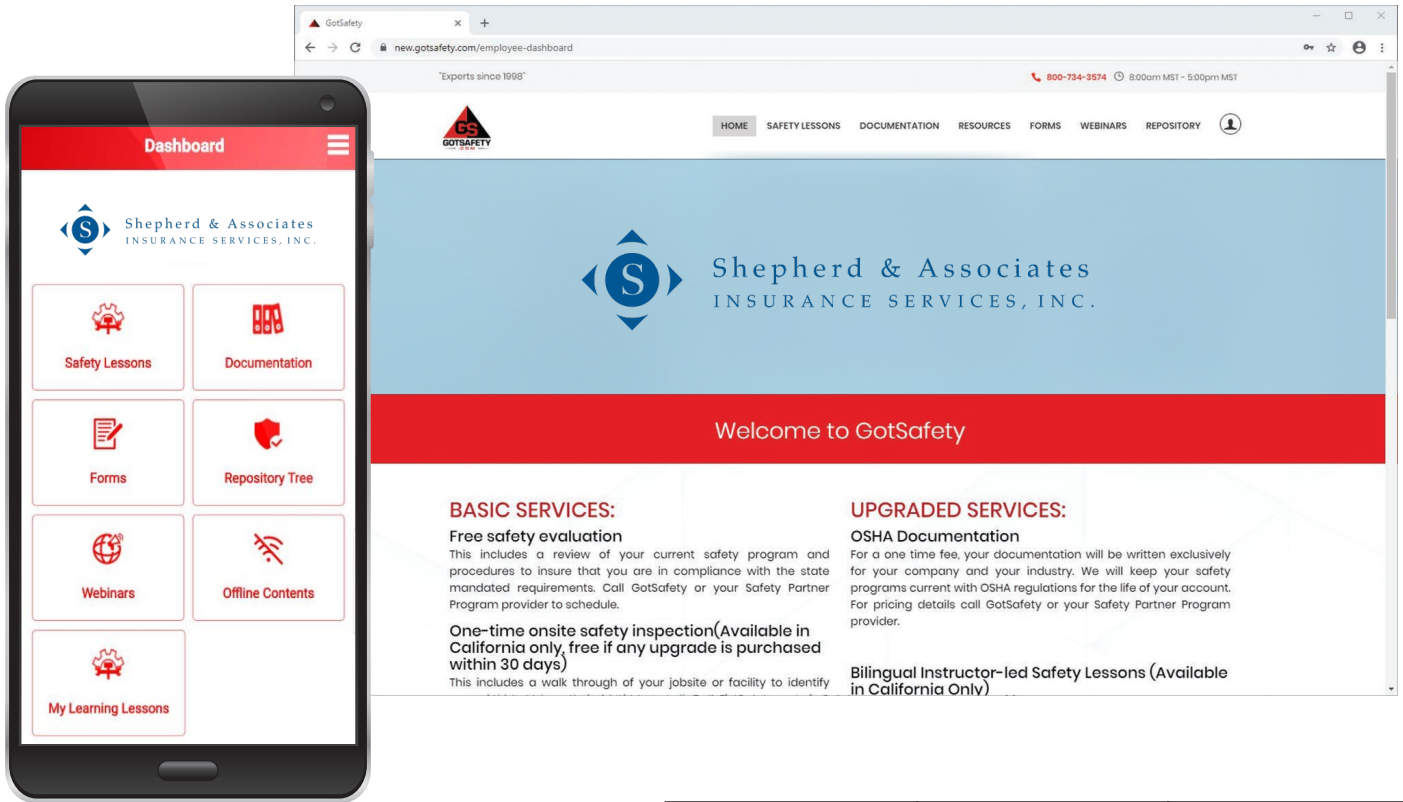 GotSafety
new.gotsafety.com/employee-dashboard
"Experts since 1998"
800-734-3574 8:00am MST - 5:00pm MST
GS
GOTSAFETY
.COM
HOME SAFETY LESSONS DOCUMENTATION RESOURCES FORMS WEBINARS REPOSITORY
S
Shepherd & Associates
INSURANCE SERVICES, INC.
Welcome to GotSafety
BASIC SERVICES:
Free safety evaluation
This includes a review of your current safety program and
procedures to insure that you are in compliance with the state
mandated requirements. Call GotSafety or your Safety Partner
Program provider to schedule.
One-time onsite safety inspection(Available in
California only, free if any upgrade is purchased
within 30 days)
This includes a walk through of your jobsite or facility to identify
UPGRADED SERVICES:
OSHA Documentation
For a one time fee, your documentation will be written exclusively
for your company and your industry. We will keep your safety
programs current with OSHA regulations for the life of your account.
For pricing details call GotSafety or your Safety Partner Program
provider.
Bilingual Instructor-led Safety Lessons (Available
in California Only)
Dashboard
S
Shepherd & Associates
INSURANCE SERVICES, INC.
Safety Lessons
Documentation
Forms
Repository Tree
Webinars
Offline Contents
My Learning Lessons